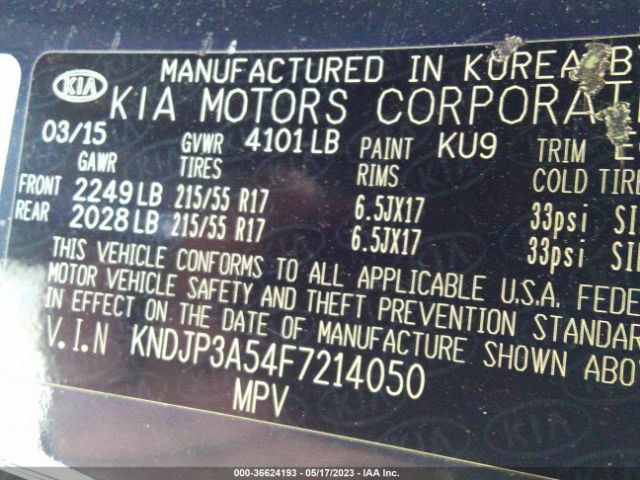 MANUFACTURED IN KOREA B
KIA KIA MOTORS CORPORATI
03/15 GVWR 4101 LB PAINT KU9 TRIM
GAWR TIRES RIMS COLD TIRE
FRONT 2249 LB 215/55 R17 6.5JX17 33psi
REAR 2028 LB 215/55 R17 6.5JX17 33psi
THIS VEHICLE CONFORMS TO ALL APPLICABLE U.S.A. FEDE
MOTOR VEHICLE SAFETY AND THEFT PREVENTION STANDAR
IN EFFECT ON THE DATE OF MANUFACTURE SHOWN ABO
V.I.N KNDJP3A54F7214050
MPV
000-36624193 - 05/17/2023 - IAA Inc.